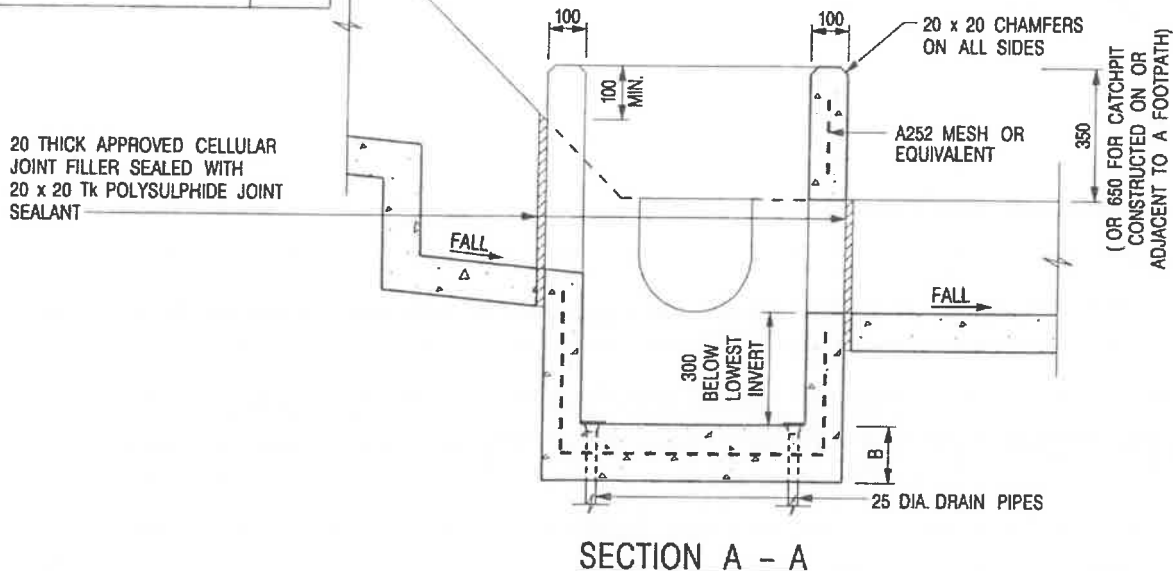 100
100
20 x 20 CHAMFERS
ON ALL SIDES
100
MIN.
A252 MESH OR
EQUIVALENT
350
( OR 650 FOR CATCHPIT
CONSTRUCTED ON OR
ADJACENT TO A FOOTPATH)
20 THICK APPROVED CELLULAR
JOINT FILLER SEALED WITH
20 x 20 Tk POLYSULPHIDE JOINT
SEALANT
FALL
FALL
300
BELOW
LOWEST
INVERT
B
25 DIA. DRAIN PIPES
SECTION A - A